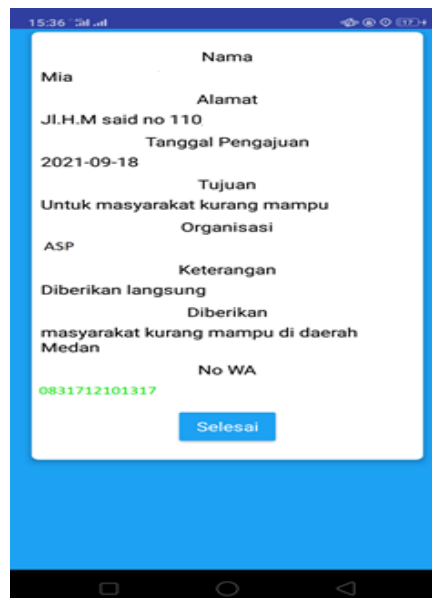 15:36
Nama
Mia
Alamat
Jl.H.M said no 110
Tanggal Pengajuan
2021-09-18
Tujuan
Untuk masyarakat kurang mampu
Organisasi
ASP
Keterangan
Diberikan langsung
Diberikan
masyarakat kurang mampu di daerah
Medan
No WA
0831712101317
Selesai